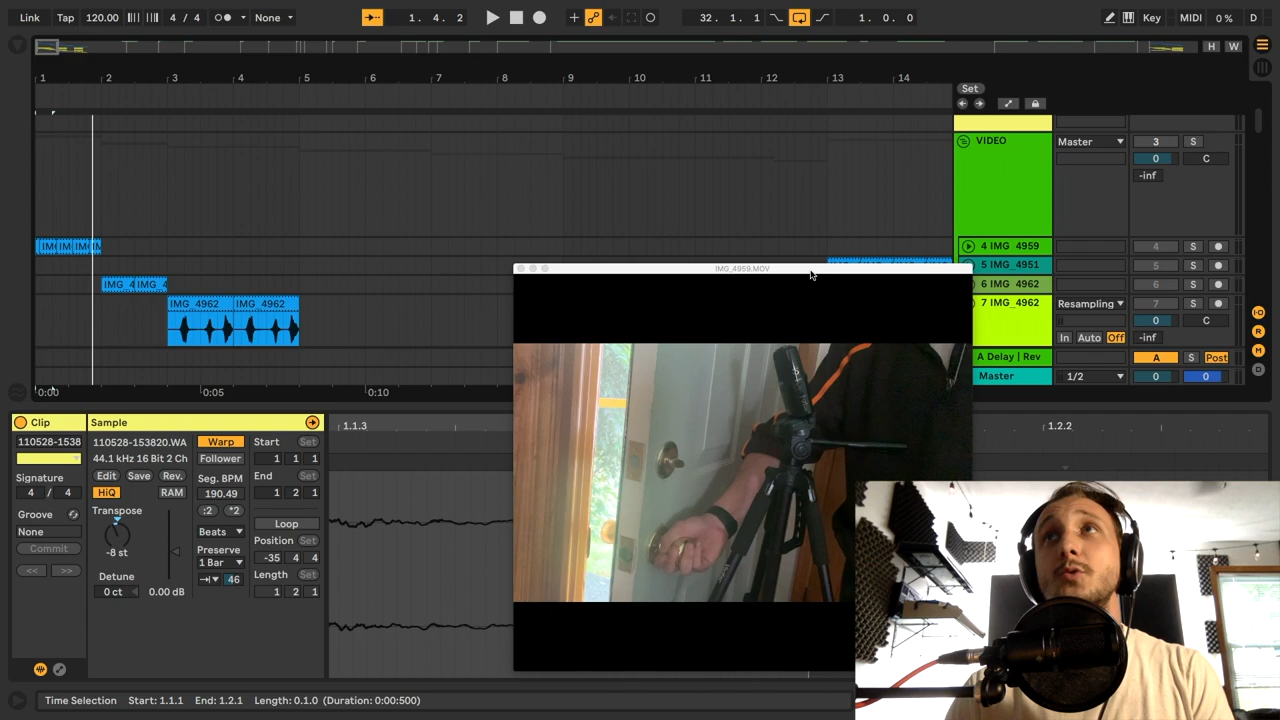 Link Tap 120.00 4 / 4 None 1. 4. 2 32. 1. 1 1. 0. 0 Key MIDI 0 % D
H W
1 2 3 4 5 6 7 8 9 10 11 12 13 14
Set
VIDEO Master 3 S
0 C
-inf
4 IMG_4959 4 S
5 IMG_4951 5 S
IMG_4 IMG_4 6 IMG_4962 6 S
IMG_4962 IMG_4962 7 IMG_4962 Resampling 7 S
0 C
In Auto Off -inf
A Delay | Rev A S Post
Master 1/2 0 0
0:00 0:05 0:10
IMG_4959.MOV
I·O
R
M
D
Clip Sample
110528-1538 110528-153820.WA Warp Start Set
44.1 kHz 16 Bit 2 Ch Follower 1 1 1
Signature Edit Save Rev. Seg. BPM End Set
4 / 4 HiQ RAM 190.49 1 2 1
Groove Transpose :2 *2
None Beats Loop
Commit -8 st Preserve Position Set
<< >> 1 Bar -35 4 4
Detune 46 Length Set
0 ct 0.00 dB 1 2 1
1.1.3 1.2.2
Time Selection Start: 1.1.1 End: 1.2.1 Length: 0.1.0 (Duration: 0:00:500)